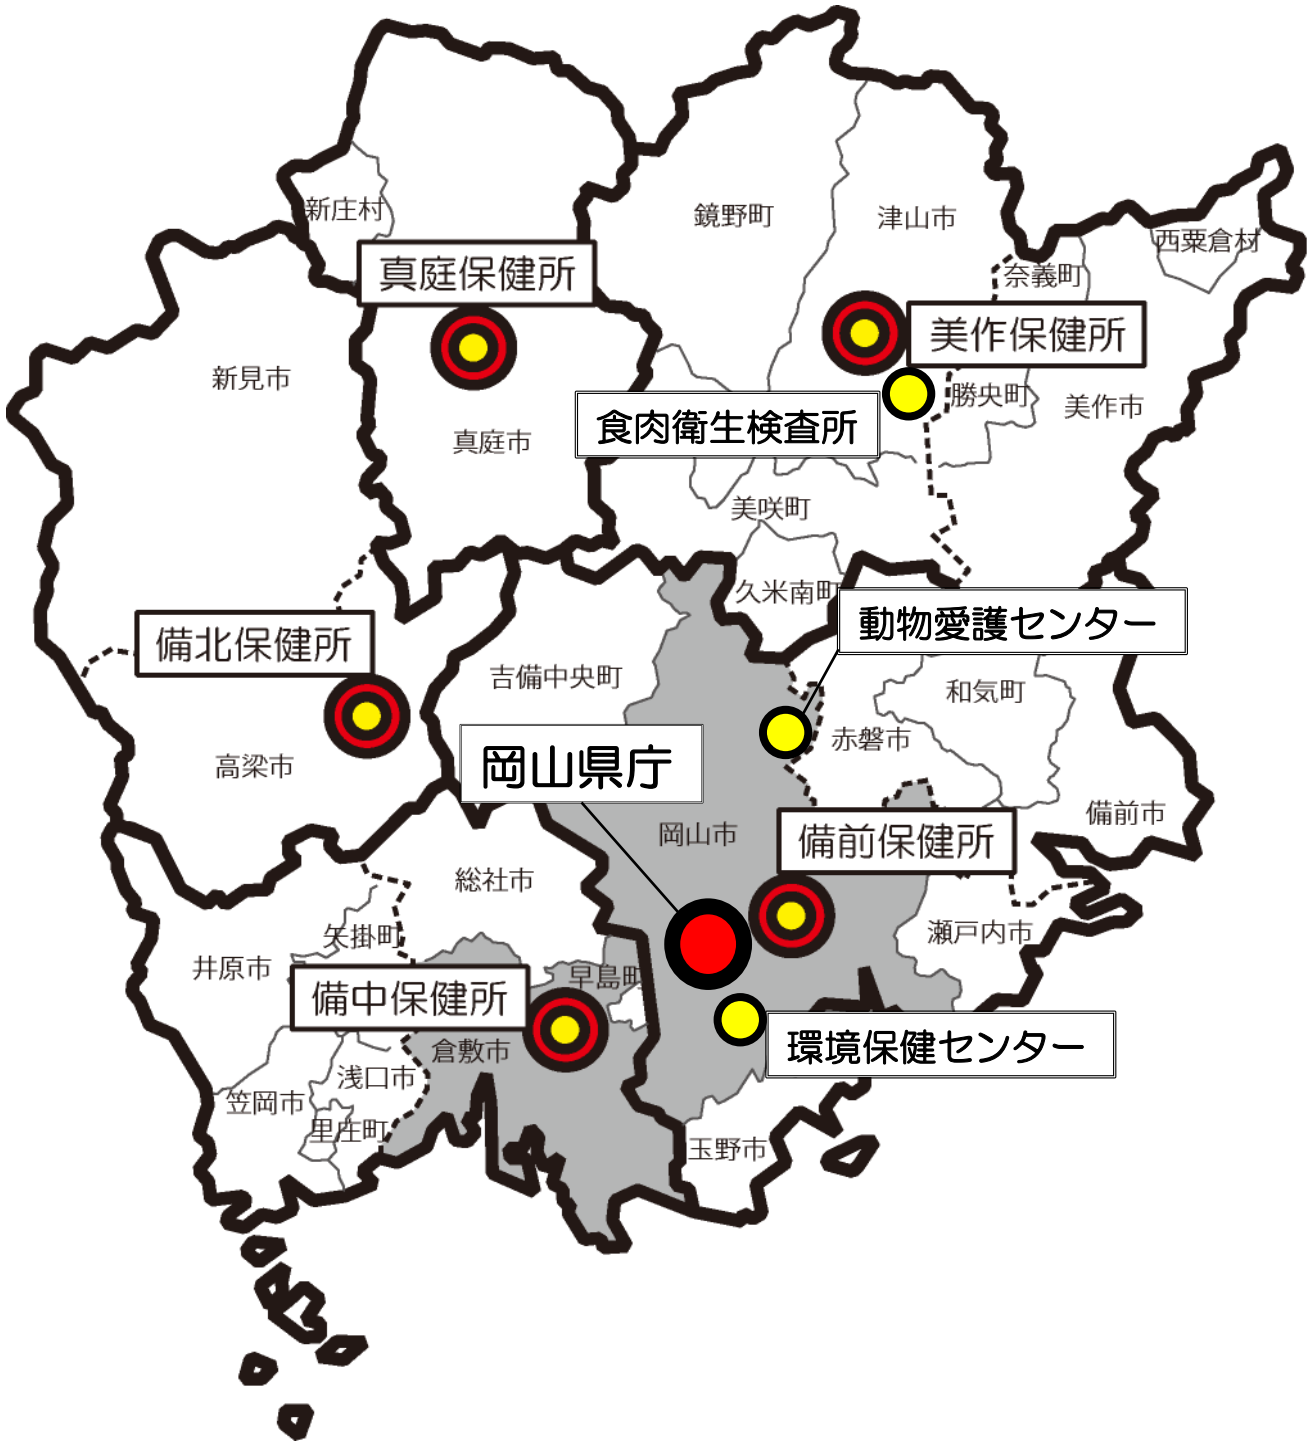 新庄村
鏡野町
津山市
西粟倉村
真庭保健所
奈義町
美作保健所
新見市
勝央町
美作市
食肉衛生検査所
真庭市
美咲町
久米南町
動物愛護センター
備北保健所
吉備中央町
和気町
赤磐市
高梁市
岡山県庁
備前市
岡山市
備前保健所
総社市
瀬戸内市
矢掛町
井原市
早島町
備中保健所
環境保健センター
倉敷市
浅口市
笠岡市
里庄町
玉野市